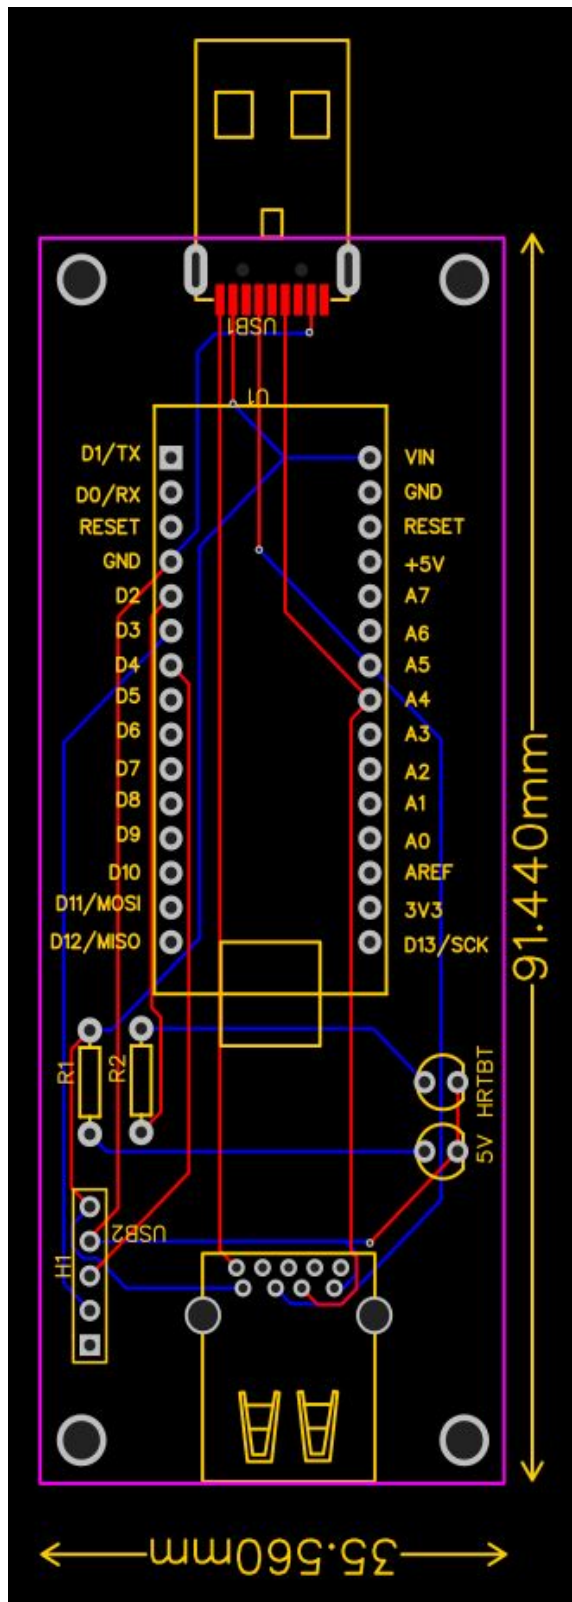 USB1
U1
D1/TX
VIN
D0/RX
GND
RESET
RESET
GND
+5V
D2
A7
D3
A6
D4
A5
D5
A4
D6
A3
D7
A2
D8
A1
D9
A0
D10
AREF
D11/MOSI
3V3
D12/MISO
D13/SCK
91.440mm
R1
R2
HRTBT
5V
USB2
H1
35.560mm